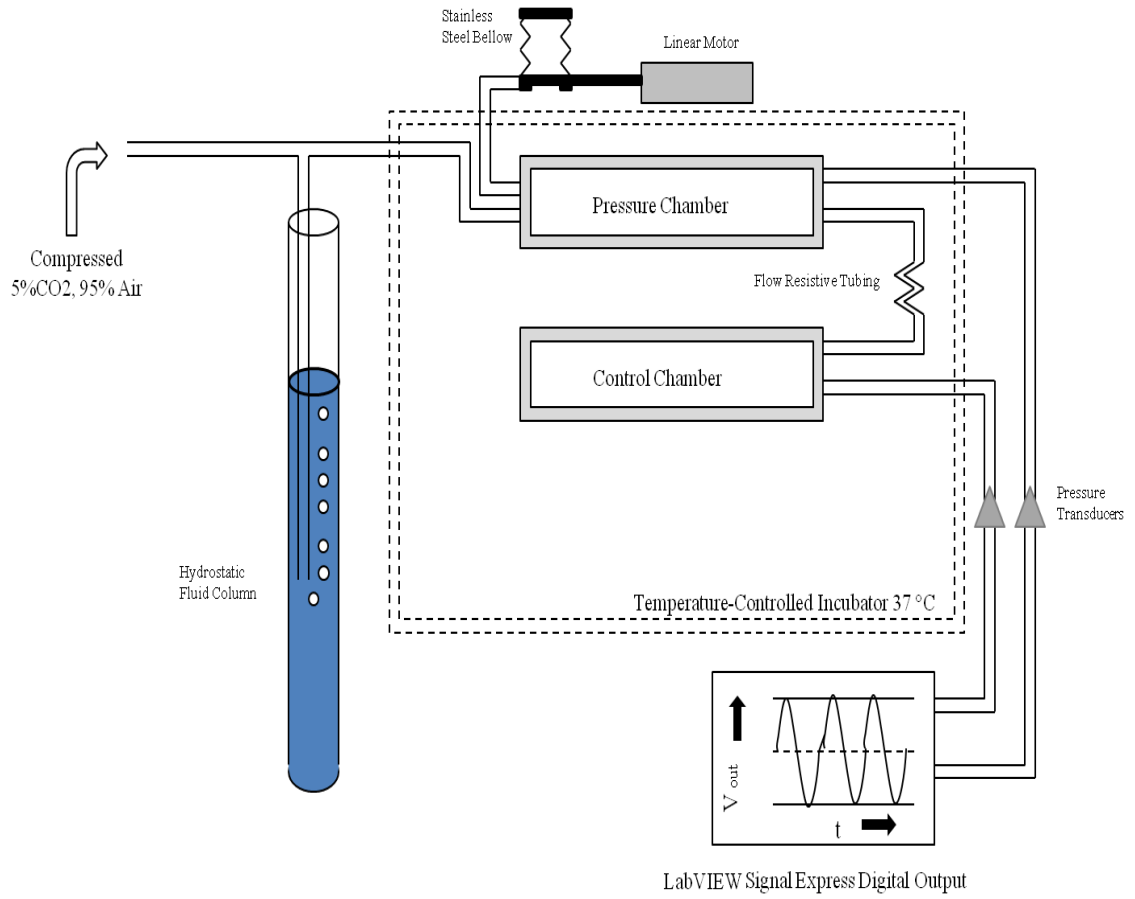 Stainless
Steel Bellow
Linear Motor
Compressed
5%CO2, 95% Air
Pressure Chamber
Flow Resistive Tubing
Control Chamber
Pressure
Transducers
Hydrostatic
Fluid Column
Temperature-Controlled Incubator 37 °C
V out
t
LabVIEW Signal Express Digital Output